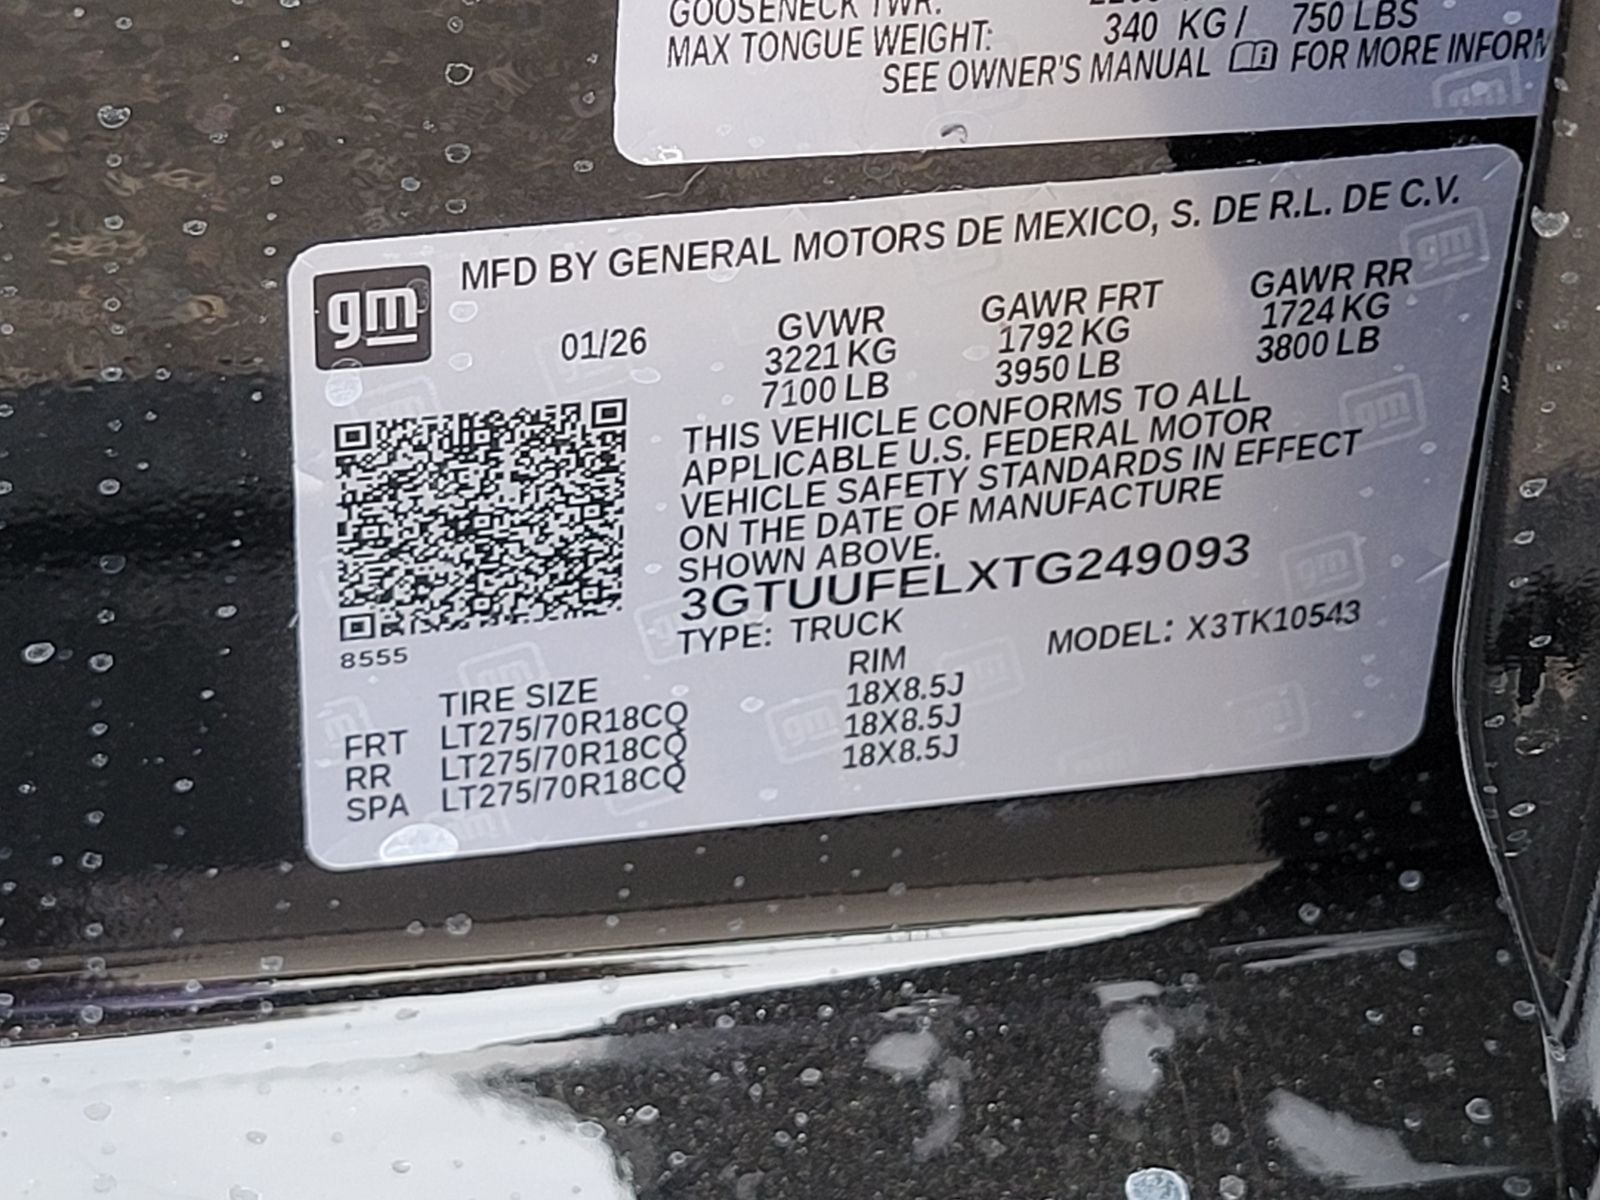 GOOSENECK TWR:
MAX TONGUE WEIGHT: 340 KG / 750 LBS
SEE OWNER'S MANUAL FOR MORE
MFD BY GENERAL MOTORS DE MEXICO, S. DE R.L. DE C.V.
gm
01/26
GVWR GAWR FRT GAWR RR
3221 KG 1792 KG 1724 KG
7100 LB 3950 LB 3800 LB
THIS VEHICLE CONFORMS TO ALL
APPLICABLE U.S. FEDERAL MOTOR
VEHICLE SAFETY STANDARDS IN EFFECT
ON THE DATE OF MANUFACTURE
SHOWN ABOVE.
3GTUUFELXTG249093
TYPE: TRUCK MODEL: X3TK10543
8555
TIRE SIZE RIM
FRT LT275/70R18CQ 18X8.5J
RR LT275/70R18CQ 18X8.5J
SPA LT275/70R18CQ 18X8.5J